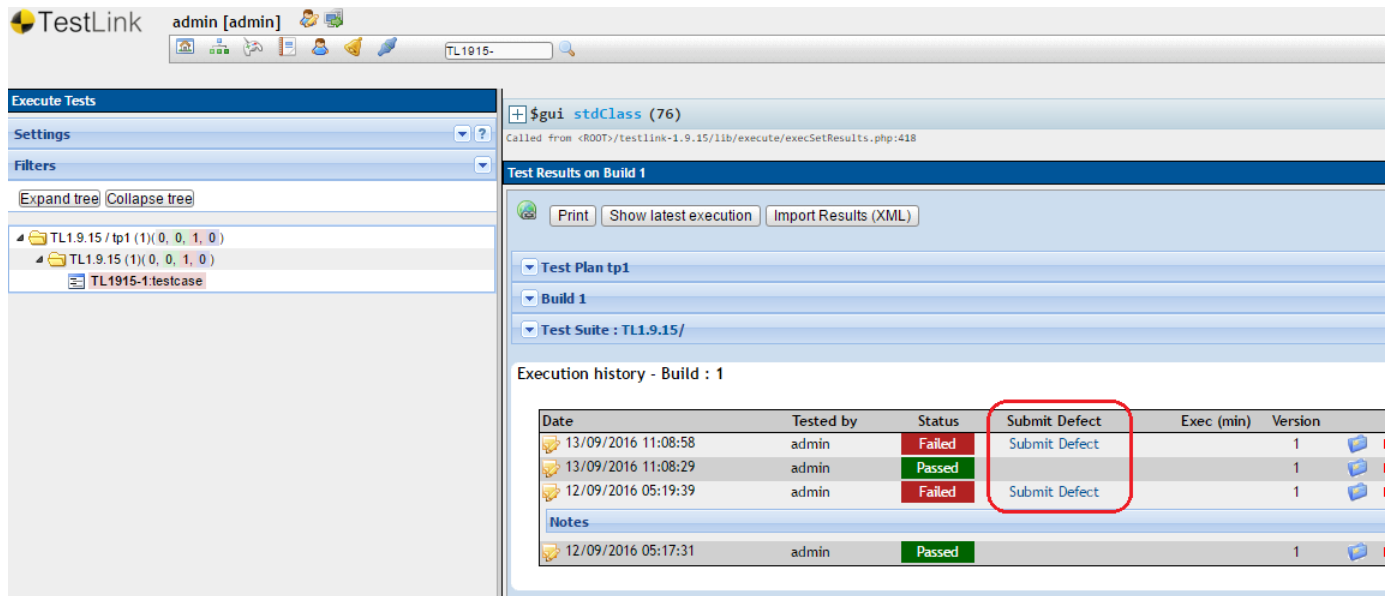 TestLink admin [admin]
TL1915-
Execute Tests
Settings ?
Filters
Expand tree Collapse tree
TL1.9.15 / tp1 (1)( 0, 0, 1, 0 )
TL1.9.15 (1)( 0, 0, 1, 0 )
TL1915-1:testcase
$gui stdClass (76)
Called from <ROOT>/testlink-1.9.15/lib/execute/execSetResults.php:418
Test Results on Build 1
Print Show latest execution Import Results (XML)
Test Plan tp1
Build 1
Test Suite : TL1.9.15/
Execution history - Build : 1
Date Tested by Status Submit Defect Exec (min) Version
13/09/2016 11:08:58 admin Failed Submit Defect 1
13/09/2016 11:08:29 admin Passed 1
12/09/2016 05:19:39 admin Failed Submit Defect 1
Notes
12/09/2016 05:17:31 admin Passed 1